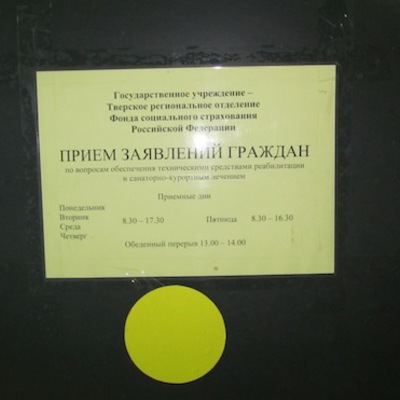 Государственное учреждение –
Тверское региональное отделение
Фонда социального страхования
Российской Федерации
ПРИЕМ ЗАЯВЛЕНИЙ ГРАЖДАН
по вопросам обеспечения техническими средствами реабилитации
и санаторно-курортным лечением
Приемные дни
Понедельник
Вторник 8.30 – 17.30 Пятница 8.30 – 16.30
Среда
Четверг
Обеденный перерыв 13.00 – 14.00